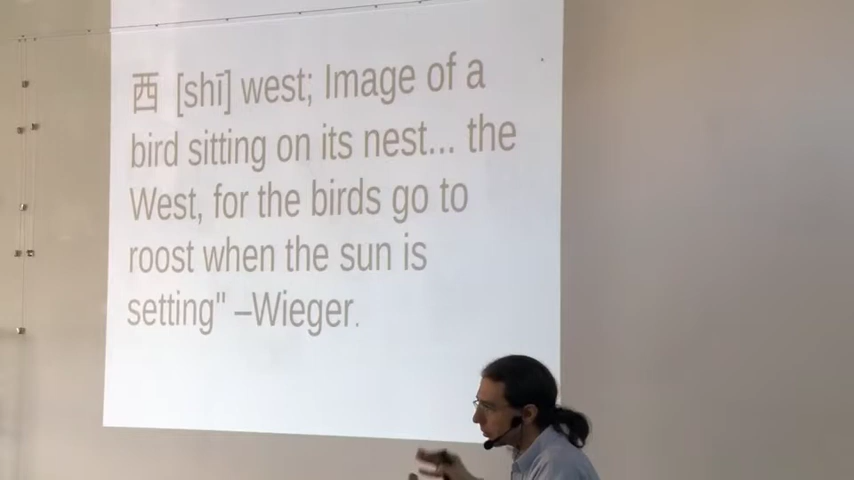 西 [shī] west; Image of a
bird sitting on its nest... the
West, for the birds go to
roost when the sun is
setting" –Wieger.